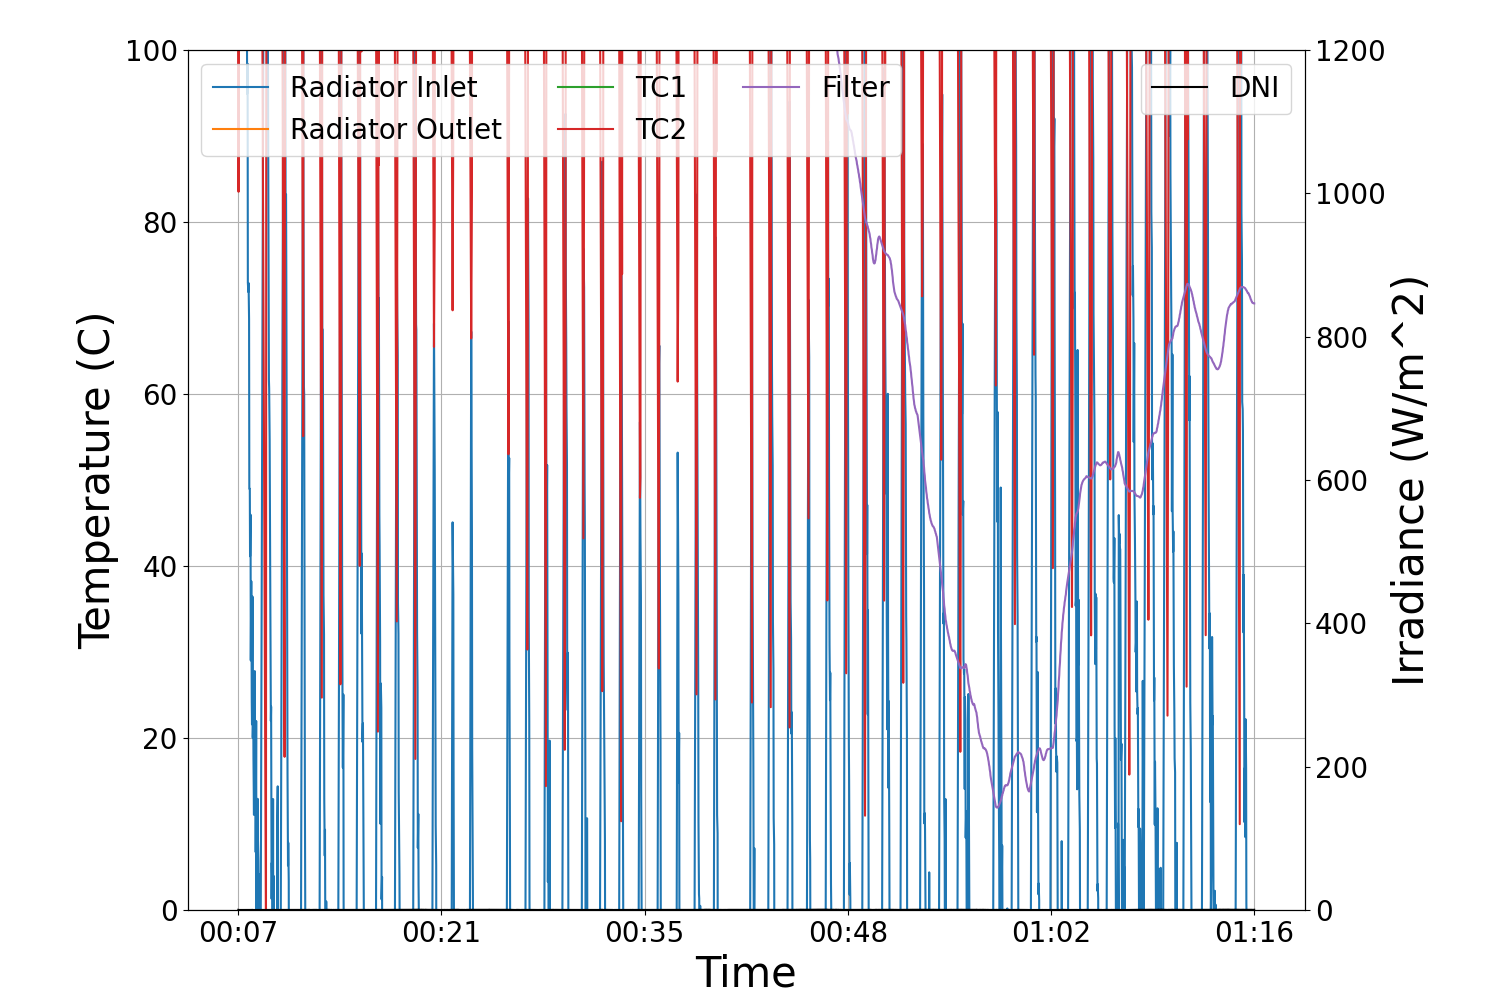 100
80
60
40
20
0
Temperature (C)
Radiator Inlet
Radiator Outlet
TC1
TC2
Filter
DNI
1200
1000
800
600
400
200
0
Irradiance (W/m^2)
00:07 00:21 00:35 00:48 01:02 01:16
Time